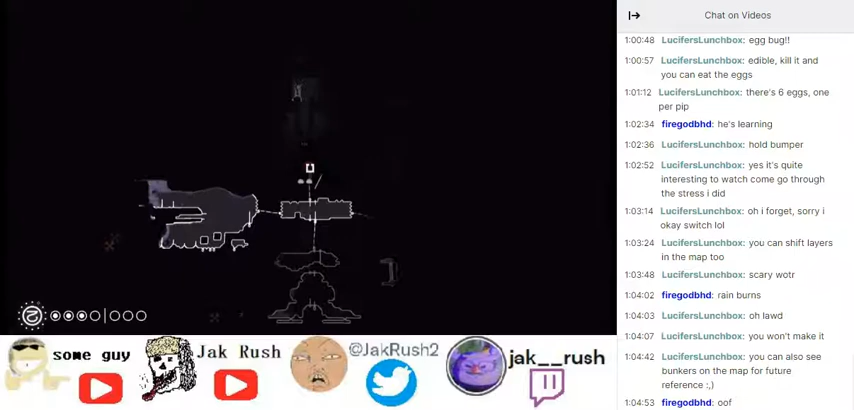 Chat on Videos
1:00:48 LucifersLunchbox: egg bug!!
1:00:57 LucifersLunchbox: edible, kill it and
you can eat the eggs
1:01:12 LucifersLunchbox: there's 6 eggs, one
per pip
1:02:34 firegodbhd: he's learning
1:02:36 LucifersLunchbox: hold bumper
1:02:52 LucifersLunchbox: yes it's quite
interesting to watch come go through
the stress i did
1:03:14 LucifersLunchbox: oh i forget, sorry i
okay switch lol
1:03:24 LucifersLunchbox: you can shift layers
in the map too
1:03:48 LucifersLunchbox: scary wotr
1:04:02 firegodbhd: rain burns
1:04:03 LucifersLunchbox: oh lawd
1:04:07 LucifersLunchbox: you won't make it
1:04:42 LucifersLunchbox: you can also see
bunkers on the map for future
reference :,)
1:04:53 firegodbhd: oof
some guy
Jak Rush
@JakRush2
jak__rush